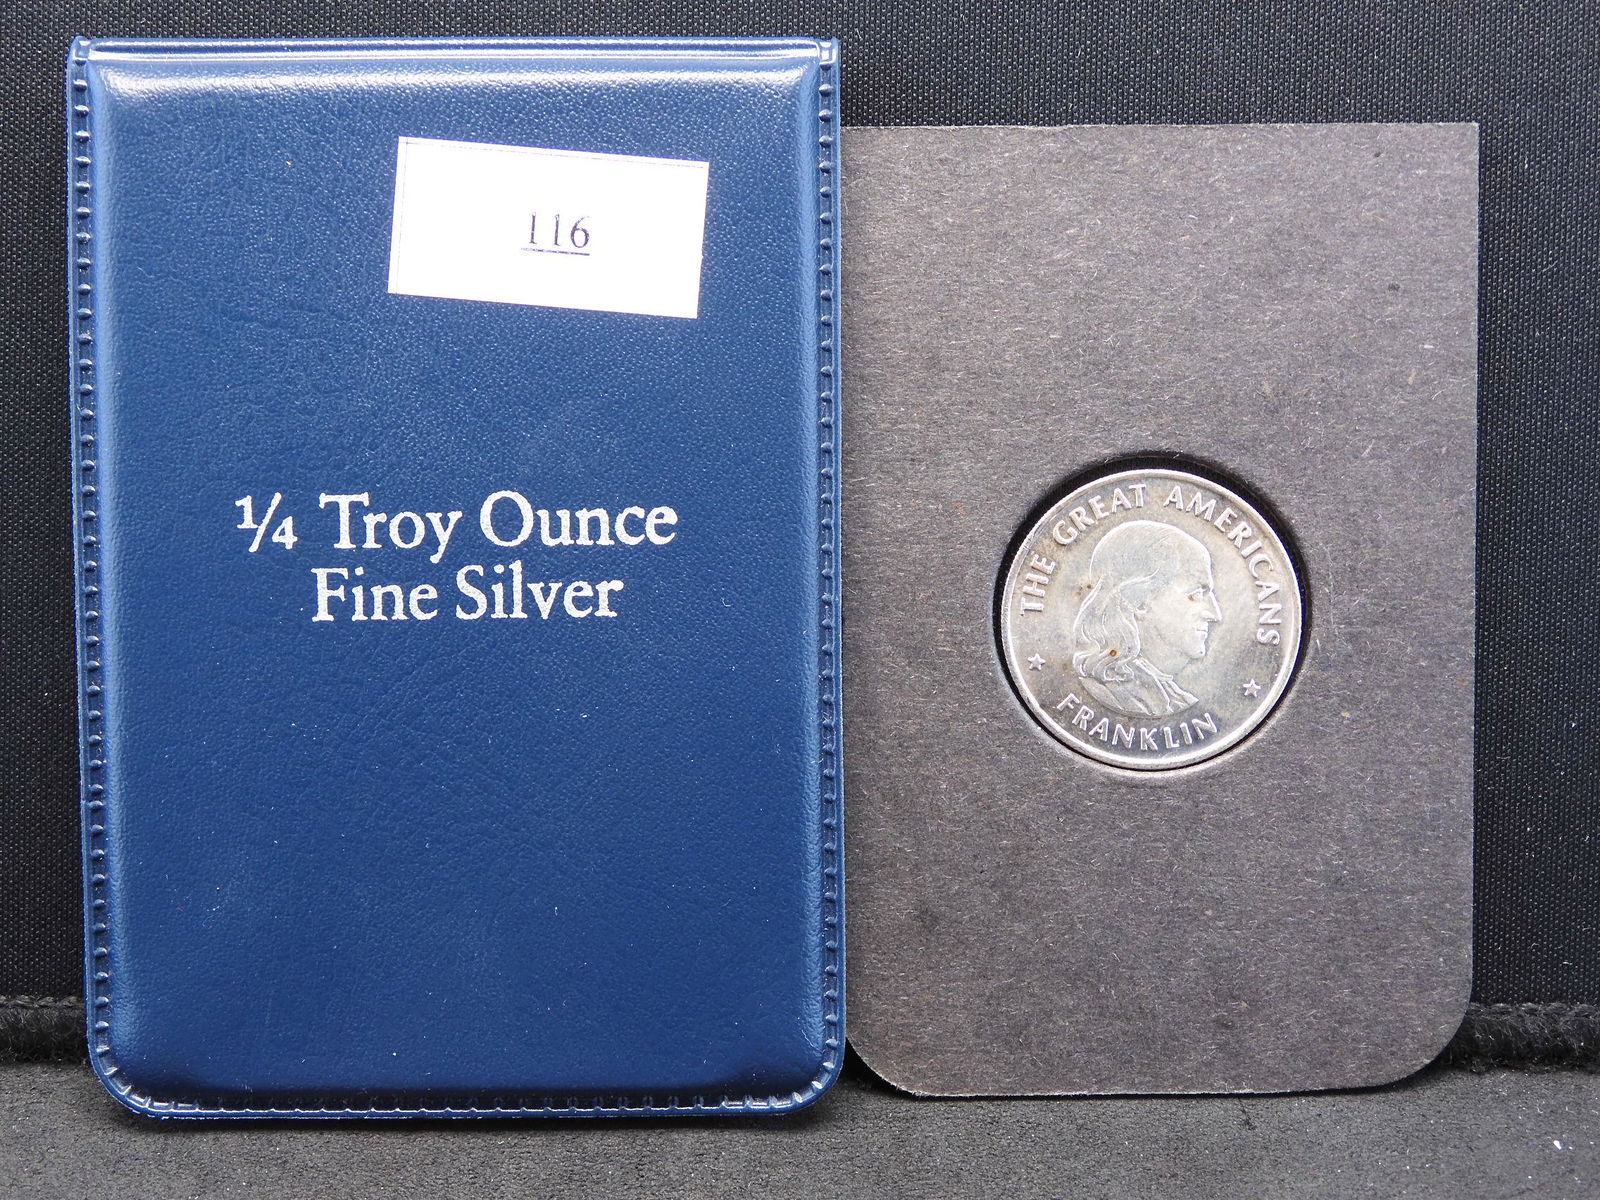 116
1/4 Troy Ounce
Fine Silver
THE GREAT AMERICANS
FRANKLIN